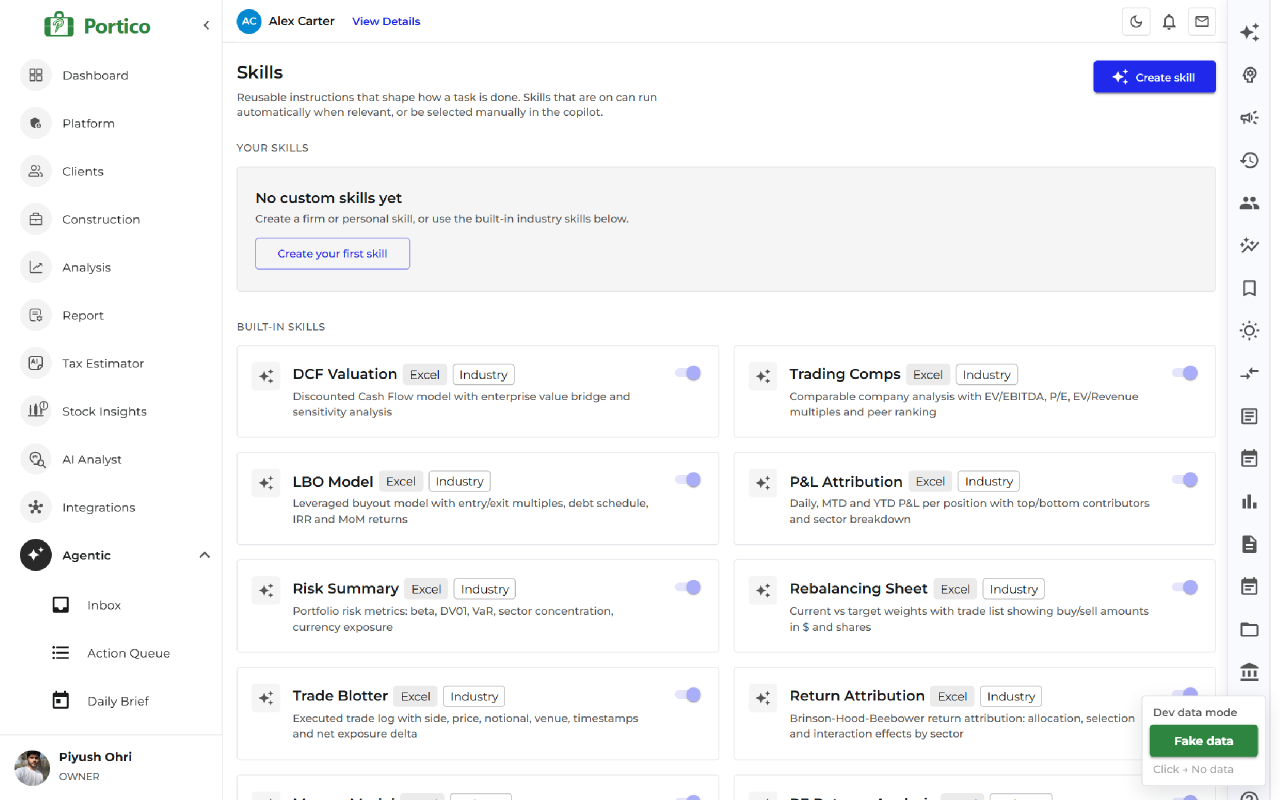 Portico
AC Alex Carter View Details
Dashboard
Platform
Clients
Construction
Analysis
Report
Tax Estimator
Stock Insights
AI Analyst
Integrations
Agentic
Inbox
Action Queue
Daily Brief
Piyush Ohri
OWNER
Skills
Reusable instructions that shape how a task is done. Skills that are on can run
automatically when relevant, or be selected manually in the copilot.
Create skill
YOUR SKILLS
No custom skills yet
Create a firm or personal skill, or use the built-in industry skills below.
Create your first skill
BUILT-IN SKILLS
DCF Valuation Excel Industry
Discounted Cash Flow model with enterprise value bridge and
sensitivity analysis
Trading Comps Excel Industry
Comparable company analysis with EV/EBITDA, P/E, EV/Revenue
multiples and peer ranking
LBO Model Excel Industry
Leveraged buyout model with entry/exit multiples, debt schedule,
IRR and MoM returns
P&L Attribution Excel Industry
Daily, MTD and YTD P&L per position with top/bottom contributors
and sector breakdown
Risk Summary Excel Industry
Portfolio risk metrics: beta, DV01, VaR, sector concentration,
currency exposure
Rebalancing Sheet Excel Industry
Current vs target weights with trade list showing buy/sell amounts
in $ and shares
Trade Blotter Excel Industry
Executed trade log with side, price, notional, venue, timestamps
and net exposure delta
Return Attribution Excel Industry
Brinson-Hood-Beebower return attribution: allocation, selection
and interaction effects by sector
Dev data mode
Fake data
Click → No data